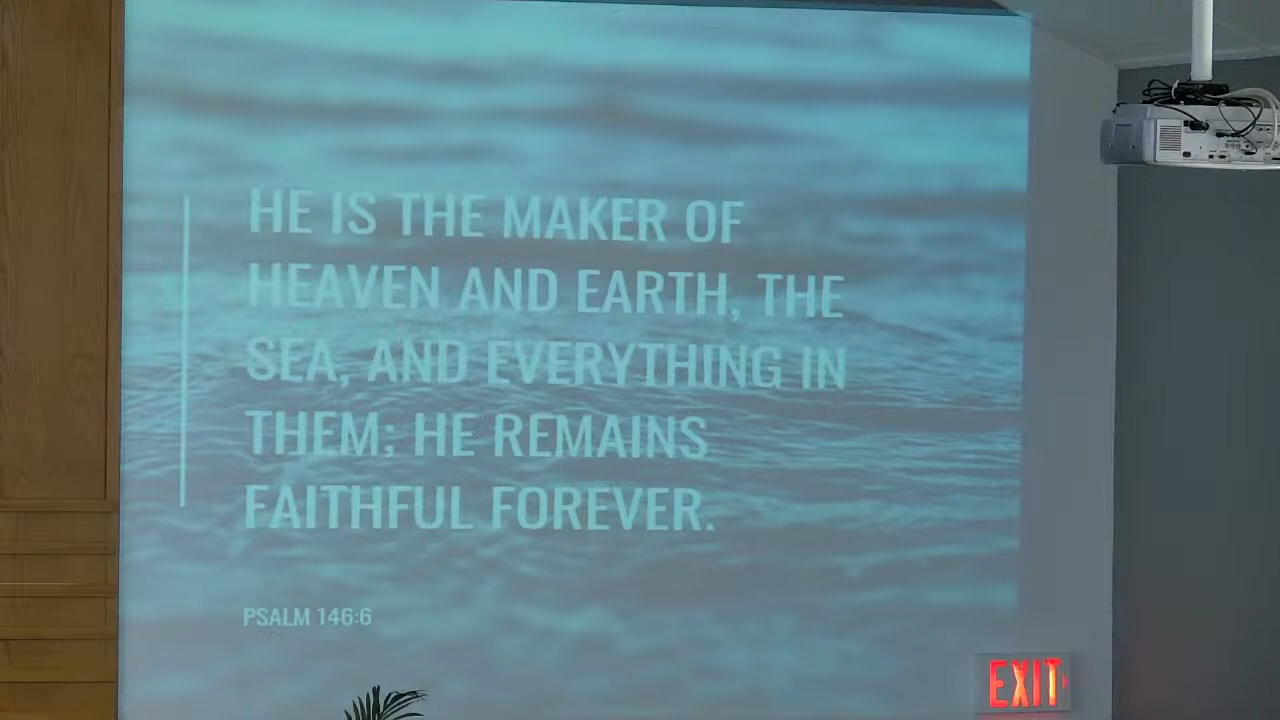 HE IS THE MAKER OF
HEAVEN AND EARTH, THE
SEA, AND EVERYTHING IN
THEM; HE REMAINS
FAITHFUL FOREVER.
PSALM 146:6
EXIT